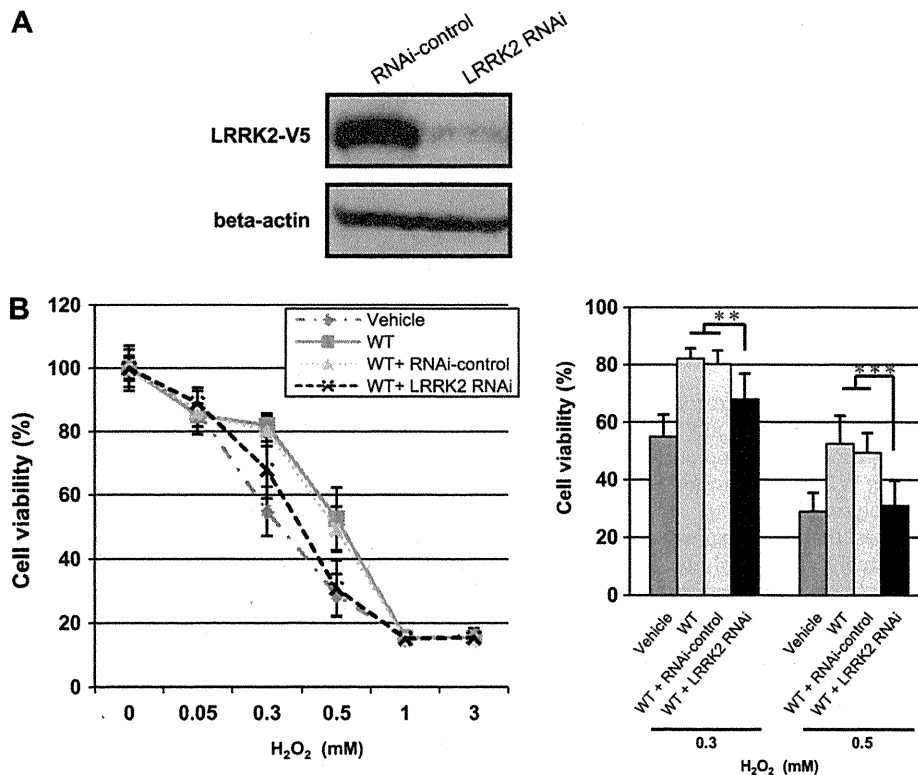 A
RNAi-control
LRRK2 RNAi
LRRK2-V5
beta-actin
B
Cell viability (%)
120
100
80
60
40
20
0
0 0.05 0.3 0.5 1 3
H₂O₂ (mM)
Vehicle
WT
WT+ RNAi-control
WT+ LRRK2 RNAi
Cell viability (%)
100
80
60
40
20
0
**
***
Vehicle
WT
WT + RNAi-control
WT + LRRK2 RNAi
Vehicle
WT
WT + RNAi-control
WT + LRRK2 RNAi
0.3 0.5
H₂O₂ (mM)